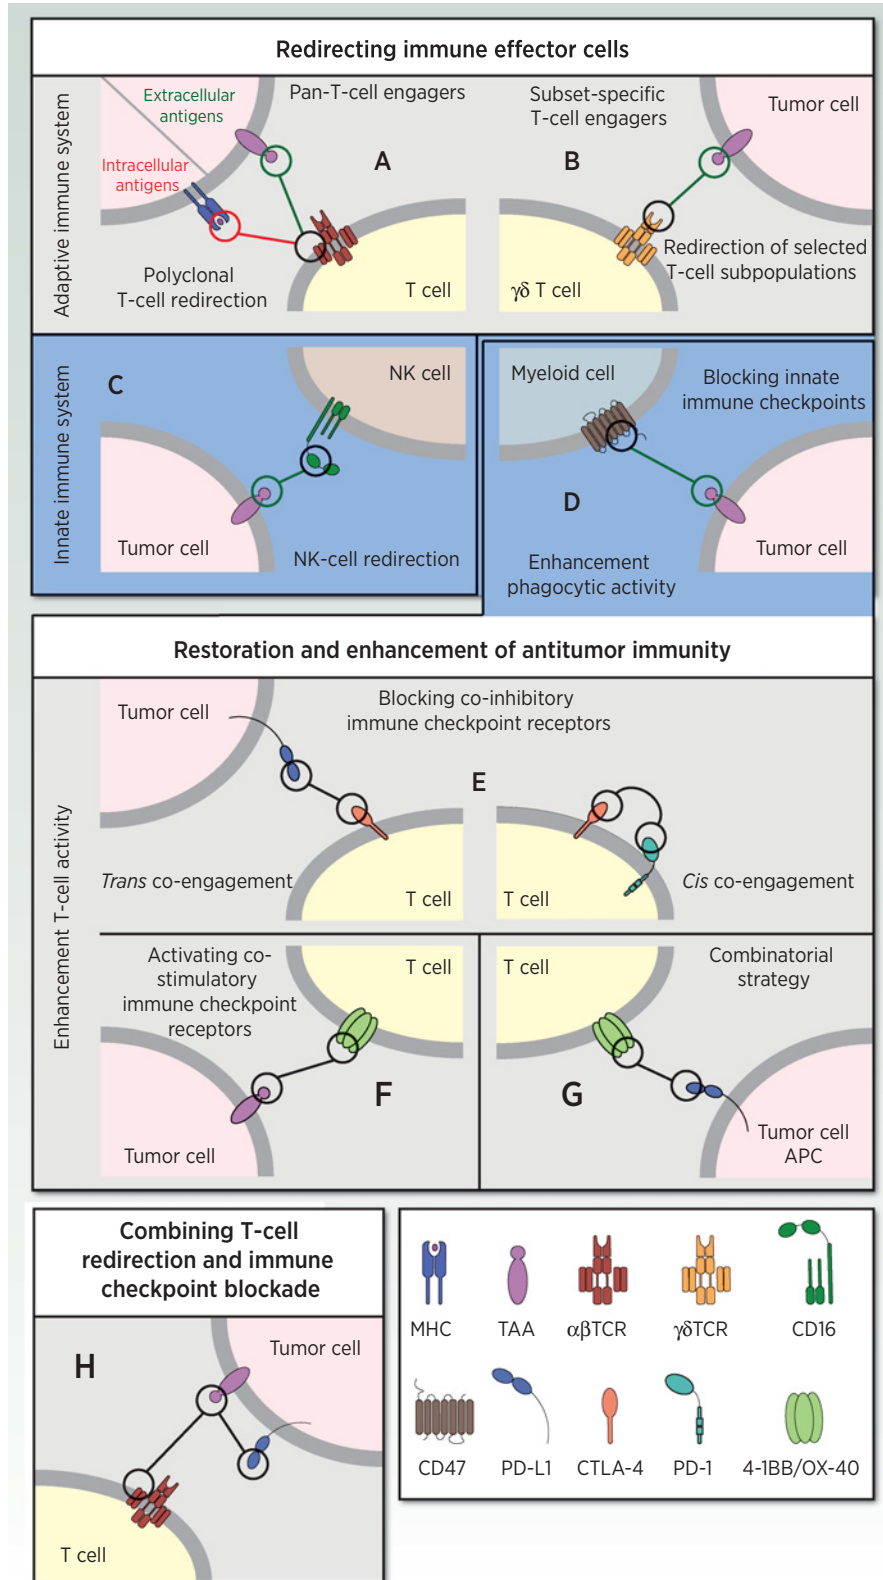 Redirecting immune effector cells
Adaptive immune system
Extracellular
antigens
Intracellular
antigens
Pan-T-cell engagers
A
Polyclonal
T-cell redirection
T cell
Subset-specific
T-cell engagers
B
Tumor cell
Redirection of selected
T-cell subpopulations
γδ T cell
Innate immune system
C
NK cell
Tumor cell
NK-cell redirection
Myeloid cell
Blocking innate
immune checkpoints
D
Enhancement
phagocytic activity
Tumor cell
Restoration and enhancement of antitumor immunity
Enhancement T-cell activity
Tumor cell
Blocking co-inhibitory
immune checkpoint receptors
E
Trans co-engagement
T cell
T cell
Cis co-engagement
Activating co-
stimulatory
immune checkpoint
receptors
T cell
F
Tumor cell
T cell
Combinatorial
strategy
G
Tumor cell
APC
Combining T-cell
redirection and immune
checkpoint blockade
H
Tumor cell
T cell
MHC
TAA
αβTCR
γδTCR
CD16
CD47
PD-L1
CTLA-4
PD-1
4-1BB/OX-40